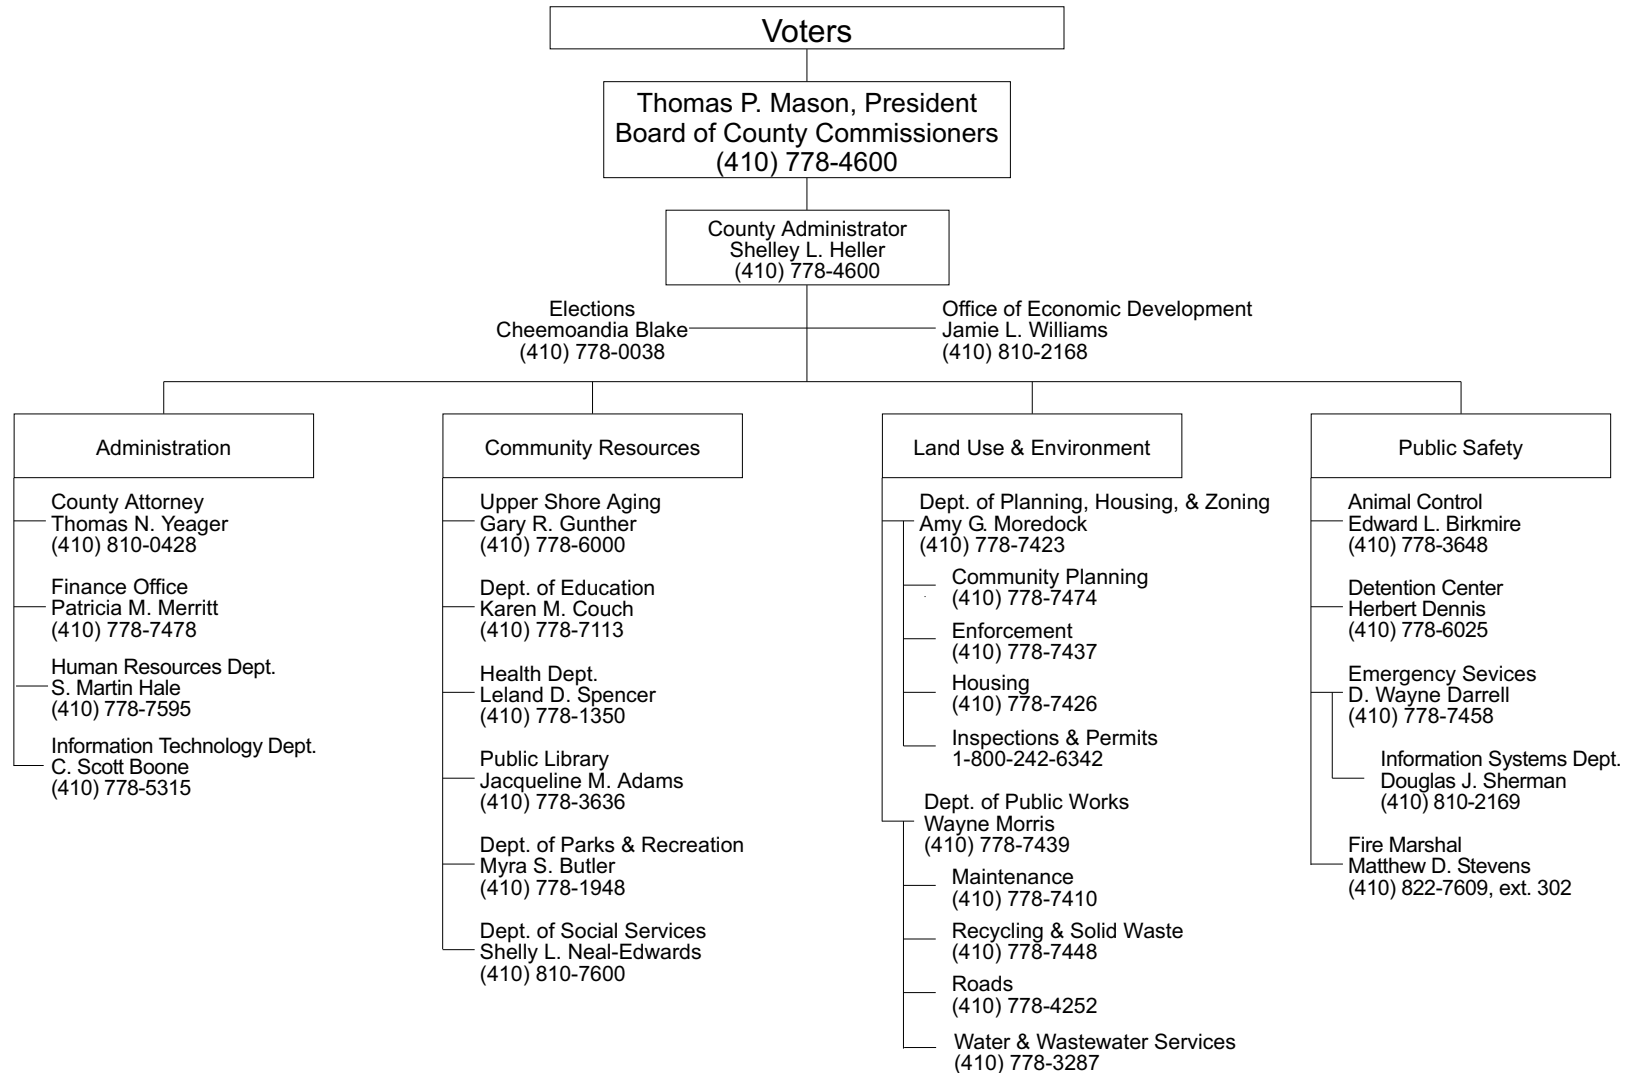 Voters
Thomas P. Mason, President
Board of County Commissioners
(410) 778-4600
County Administrator
Shelley L. Heller
(410) 778-4600
Elections
Cheemoandia Blake
(410) 778-0038
Office of Economic Development
Jamie L. Williams
(410) 810-2168
Administration
County Attorney
Thomas N. Yeager
(410) 810-0428
Finance Office
Patricia M. Merritt
(410) 778-7478
Human Resources Dept.
S. Martin Hale
(410) 778-7595
Information Technology Dept.
C. Scott Boone
(410) 778-5315
Community Resources
Upper Shore Aging
Gary R. Gunther
(410) 778-6000
Dept. of Education
Karen M. Couch
(410) 778-7113
Health Dept.
Leland D. Spencer
(410) 778-1350
Public Library
Jacqueline M. Adams
(410) 778-3636
Dept. of Parks & Recreation
Myra S. Butler
(410) 778-1948
Dept. of Social Services
Shelly L. Neal-Edwards
(410) 810-7600
Land Use & Environment
Dept. of Planning, Housing, & Zoning
Amy G. Moredock
(410) 778-7423
Community Planning
(410) 778-7474
Enforcement
(410) 778-7437
Housing
(410) 778-7426
Inspections & Permits
1-800-242-6342
Dept. of Public Works
Wayne Morris
(410) 778-7439
Maintenance
(410) 778-7410
Recycling & Solid Waste
(410) 778-7448
Roads
(410) 778-4252
Water & Wastewater Services
(410) 778-3287
Public Safety
Animal Control
Edward L. Birkmire
(410) 778-3648
Detention Center
Herbert Dennis
(410) 778-6025
Emergency Sevices
D. Wayne Darrell
(410) 778-7458
Information Systems Dept.
Douglas J. Sherman
(410) 810-2169
Fire Marshal
Matthew D. Stevens
(410) 822-7609, ext. 302